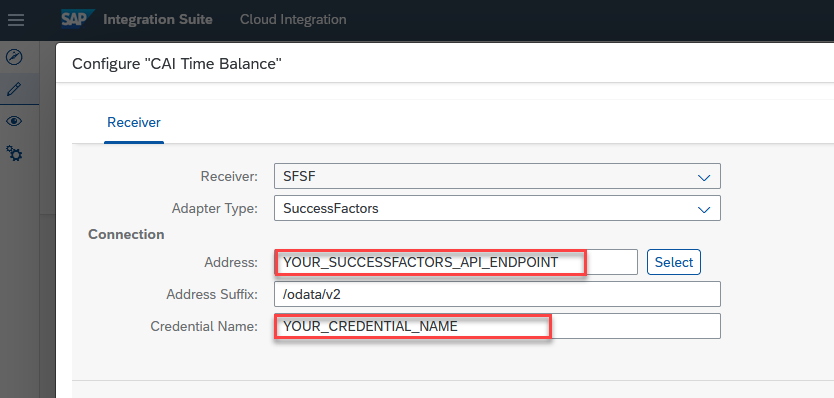 SAP Integration Suite Cloud Integration
Configure "CAI Time Balance"
Receiver
Receiver: SFSF
Adapter Type: SuccessFactors
Connection
Address: YOUR_SUCCESSFACTORS_API_ENDPOINT Select
Address Suffix: /odata/v2
Credential Name: YOUR_CREDENTIAL_NAME